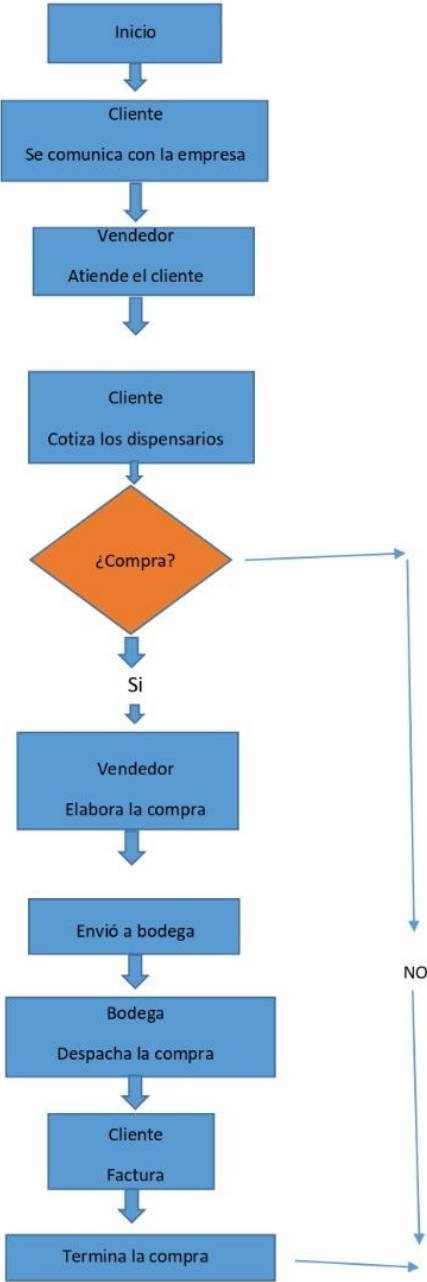 Inicio
Cliente
Se comunica con la empresa
Vendedor
Atiende el cliente
Cliente
Cotiza los dispensarios
¿Compra?
Si
Vendedor
Elabora la compra
Envió a bodega
NO
Bodega
Despacha la compra
Cliente
Factura
Termina la compra